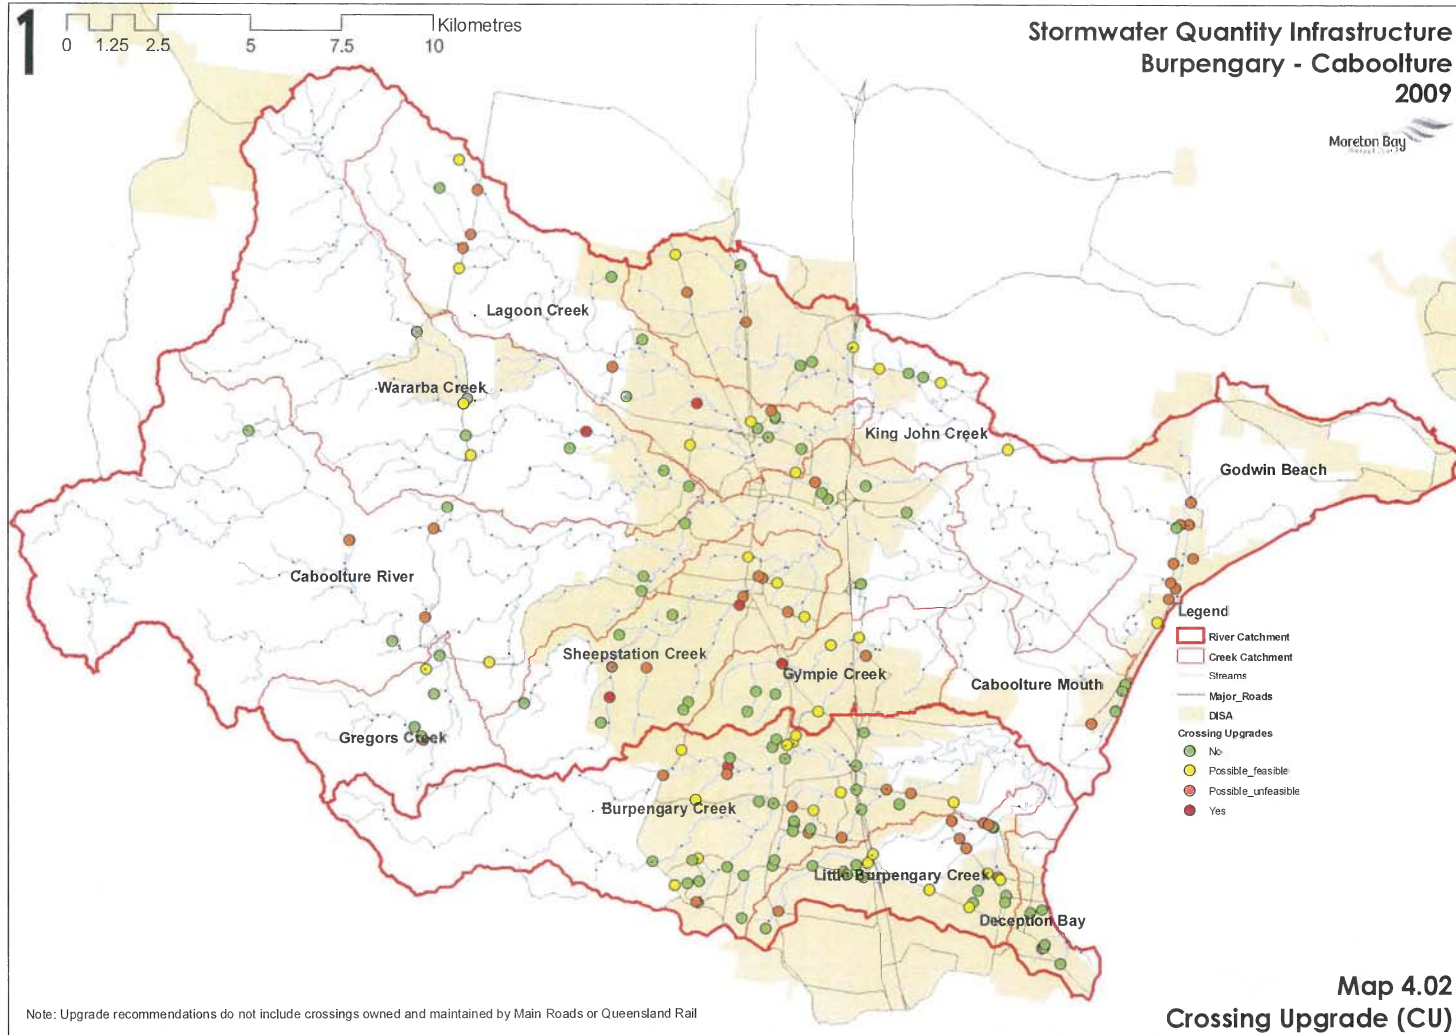 1
Kilometres
0 1.25 2.5 5 7.5 10
Stormwater Quantity Infrastructure
Burpengary - Caboolture
2009
Moreton Bay
Lagoon Creek
Wararba Creek
King John Creek
Godwin Beach
Caboolture River
Sheepstation Creek
Gympie Creek
Caboolture Mouth
Gregors Creek
Burpengary Creek
Little Burpengary Creek
Deception Bay
Legend
River Catchment
Creek Catchment
Streams
Major_Roads
DISA
Crossing Upgrades
No
Possible_feasible
Possible_unfeasible
Yes
Note: Upgrade recommendations do not include crossings owned and maintained by Main Roads or Queensland Rail
Map 4.02
Crossing Upgrade (CU)